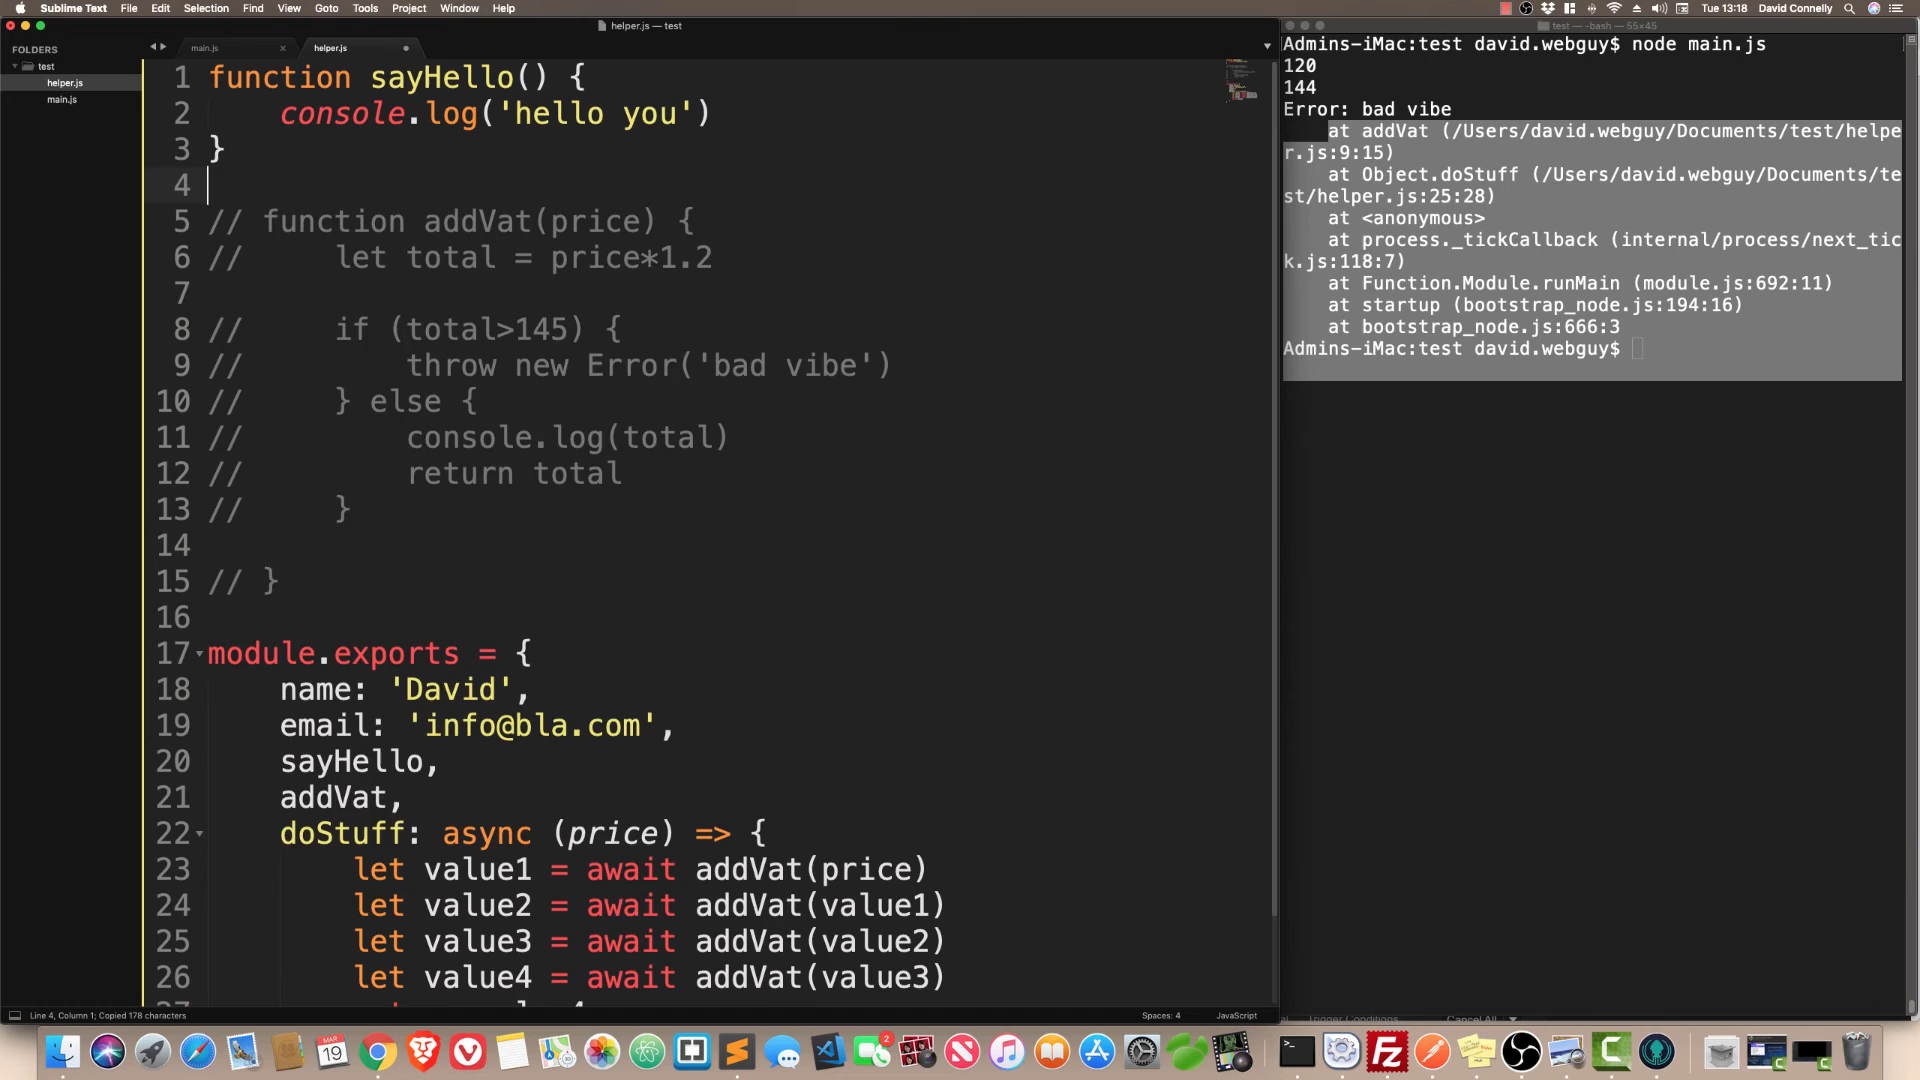 Sublime Text File Edit Selection Find View Goto Tools Project Window Help Tue 13:18 David Connelly
helper.js — test
FOLDERS
test
helper.js
main.js
main.js helper.js
1 function sayHello() {
2 console.log('hello you')
3 }
4
5 // function addVat(price) {
6 // let total = price*1.2
7
8 // if (total>145) {
9 // throw new Error('bad vibe')
10 // } else {
11 // console.log(total)
12 // return total
13 // }
14
15 // }
16
17 module.exports = {
18 name: 'David',
19 email: 'info@bla.com',
20 sayHello,
21 addVat,
22 doStuff: async (price) => {
23 let value1 = await addVat(price)
24 let value2 = await addVat(value1)
25 let value3 = await addVat(value2)
26 let value4 = await addVat(value3)
Line 4, Column 1; Copied 178 characters Spaces: 4 JavaScript
test — -bash — 55×45
Admins-iMac:test david.webguy$ node main.js
120
144
Error: bad vibe
at addVat (/Users/david.webguy/Documents/test/helpe
r.js:9:15)
at Object.doStuff (/Users/david.webguy/Documents/te
st/helper.js:25:28)
at <anonymous>
at process._tickCallback (internal/process/next_tic
k.js:118:7)
at Function.Module.runMain (module.js:692:11)
at startup (bootstrap_node.js:194:16)
at bootstrap_node.js:666:3
Admins-iMac:test david.webguy$
MAR
19
2